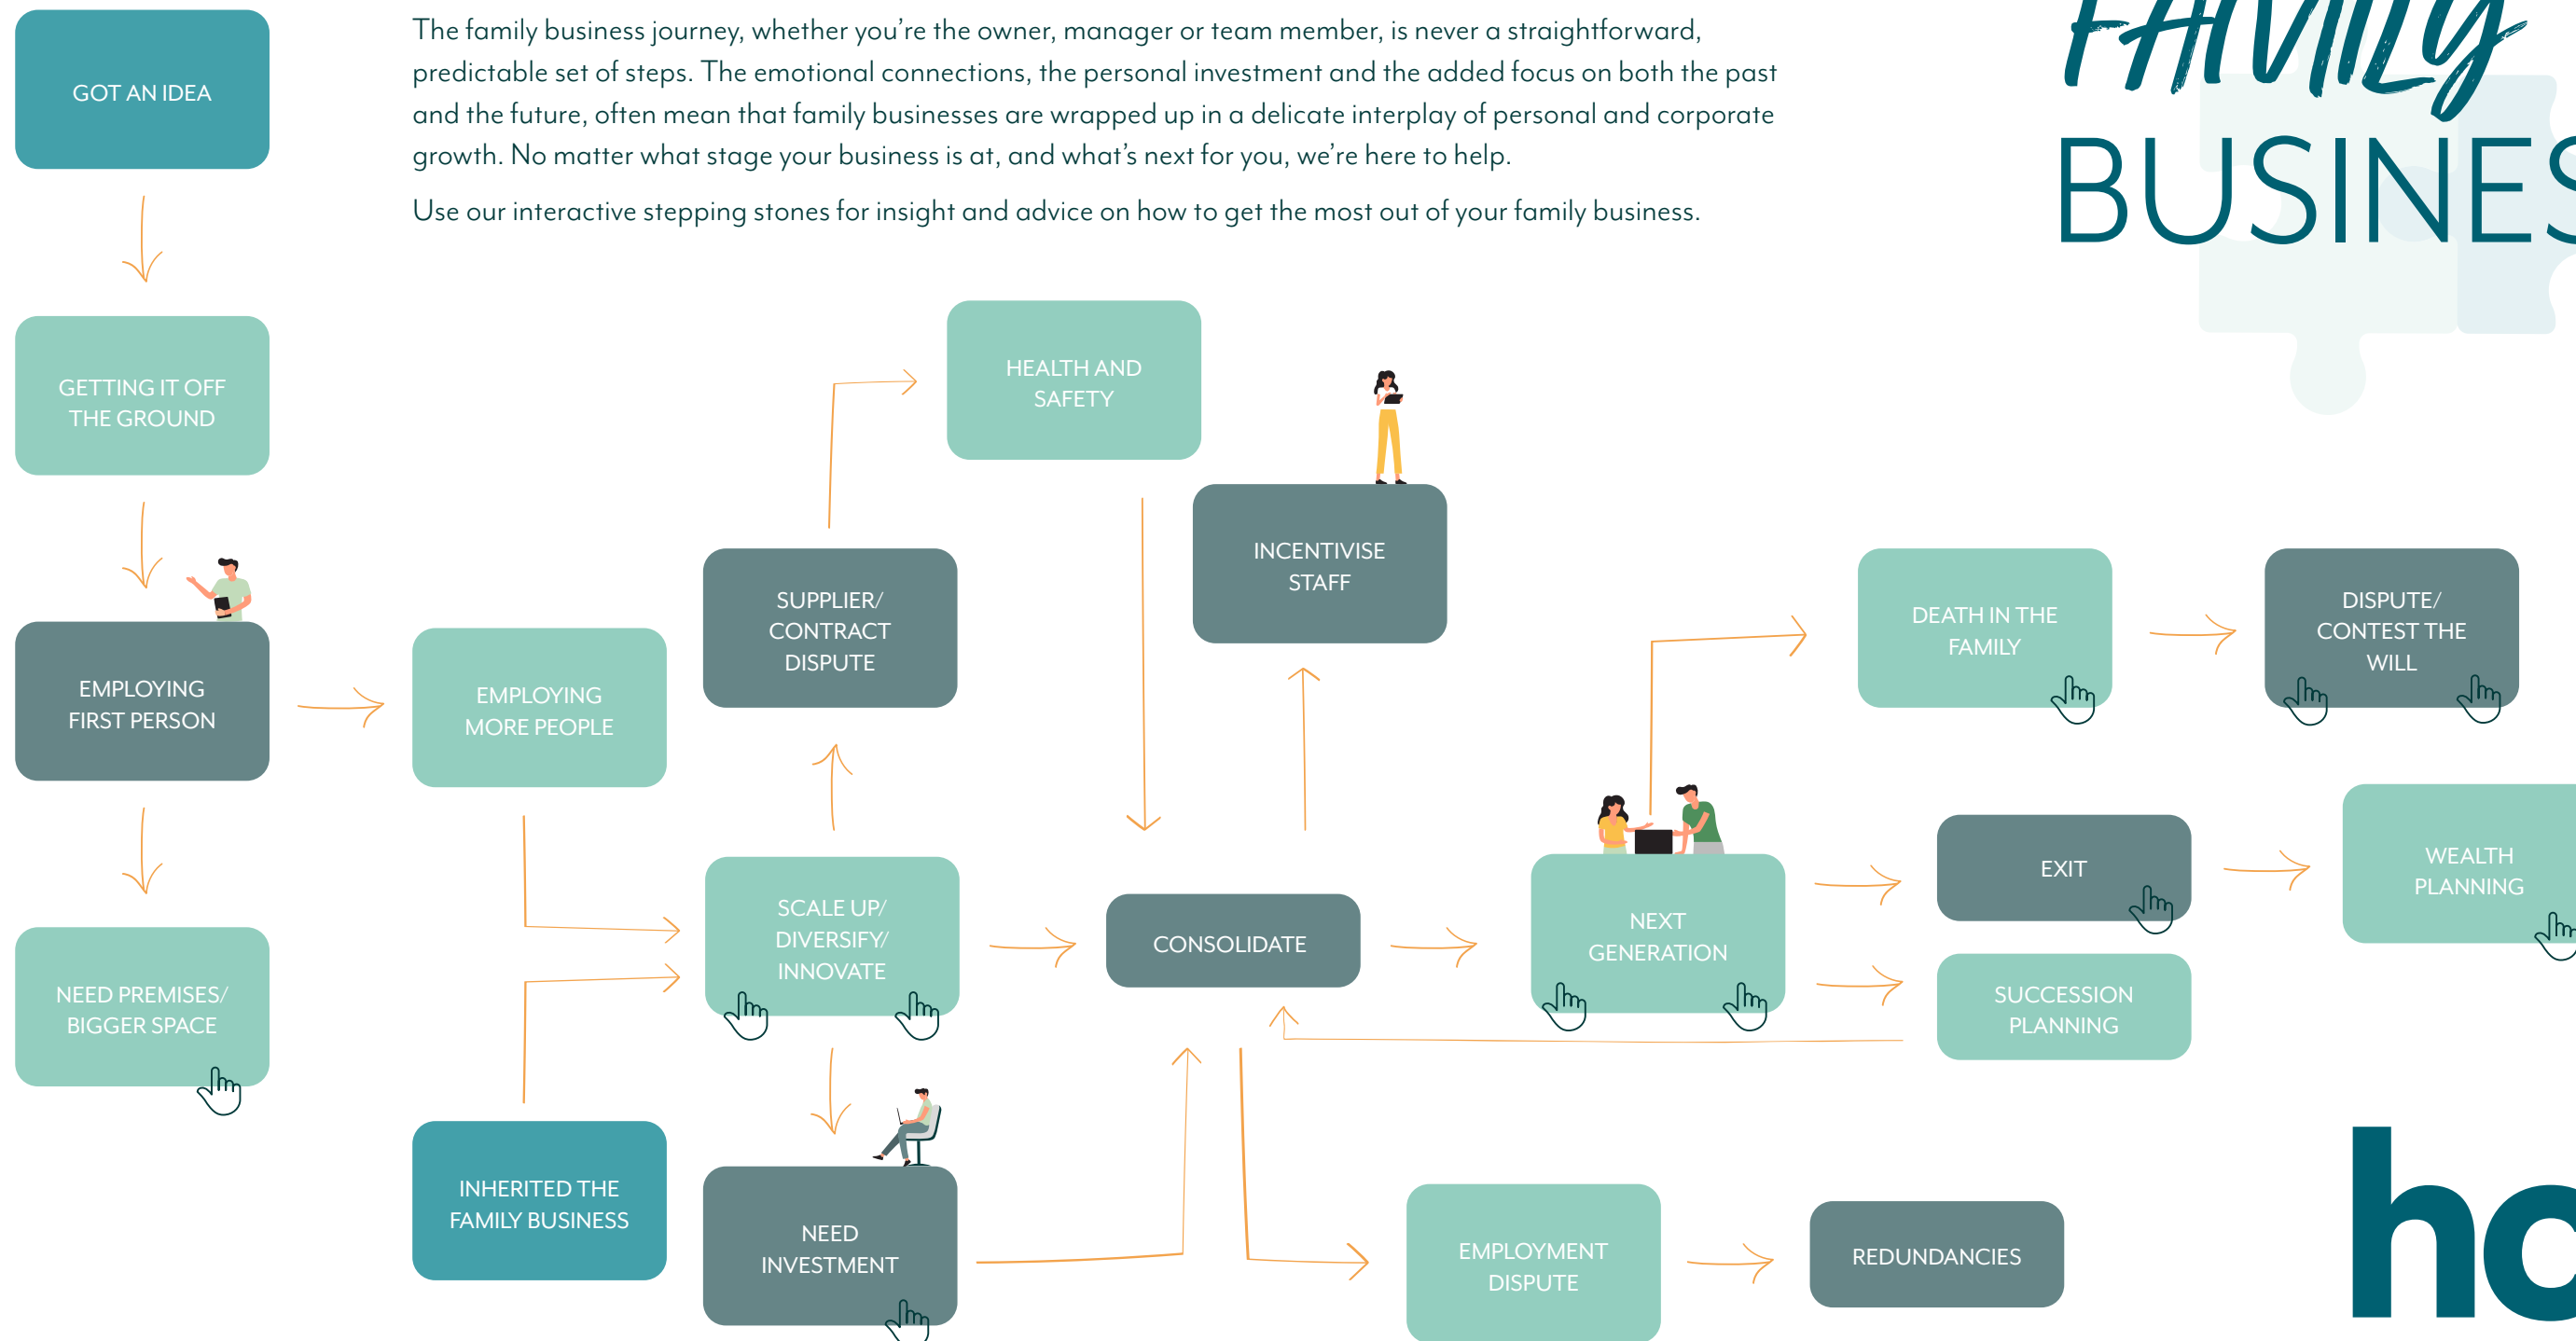 The family business journey, whether you’re the owner, manager or team member, is never a straightforward,
predictable set of steps. The emotional connections, the personal investment and the added focus on both the past
and the future, often mean that family businesses are wrapped up in a delicate interplay of personal and corporate
growth. No matter what stage your business is at, and what’s next for you, we’re here to help.
Use our interactive stepping stones for insight and advice on how to get the most out of your family business.
FAMILY
BUSINES
GOT AN IDEA
GETTING IT OFF
THE GROUND
EMPLOYING
FIRST PERSON
NEED PREMISES/
BIGGER SPACE
EMPLOYING
MORE PEOPLE
INHERITED THE
FAMILY BUSINESS
SUPPLIER/
CONTRACT
DISPUTE
SCALE UP/
DIVERSIFY/
INNOVATE
NEED
INVESTMENT
HEALTH AND
SAFETY
INCENTIVISE
STAFF
CONSOLIDATE
NEXT
GENERATION
EMPLOYMENT
DISPUTE
REDUNDANCIES
DEATH IN THE
FAMILY
DISPUTE/
CONTEST THE
WILL
EXIT
WEALTH
PLANNING
SUCCESSION
PLANNING